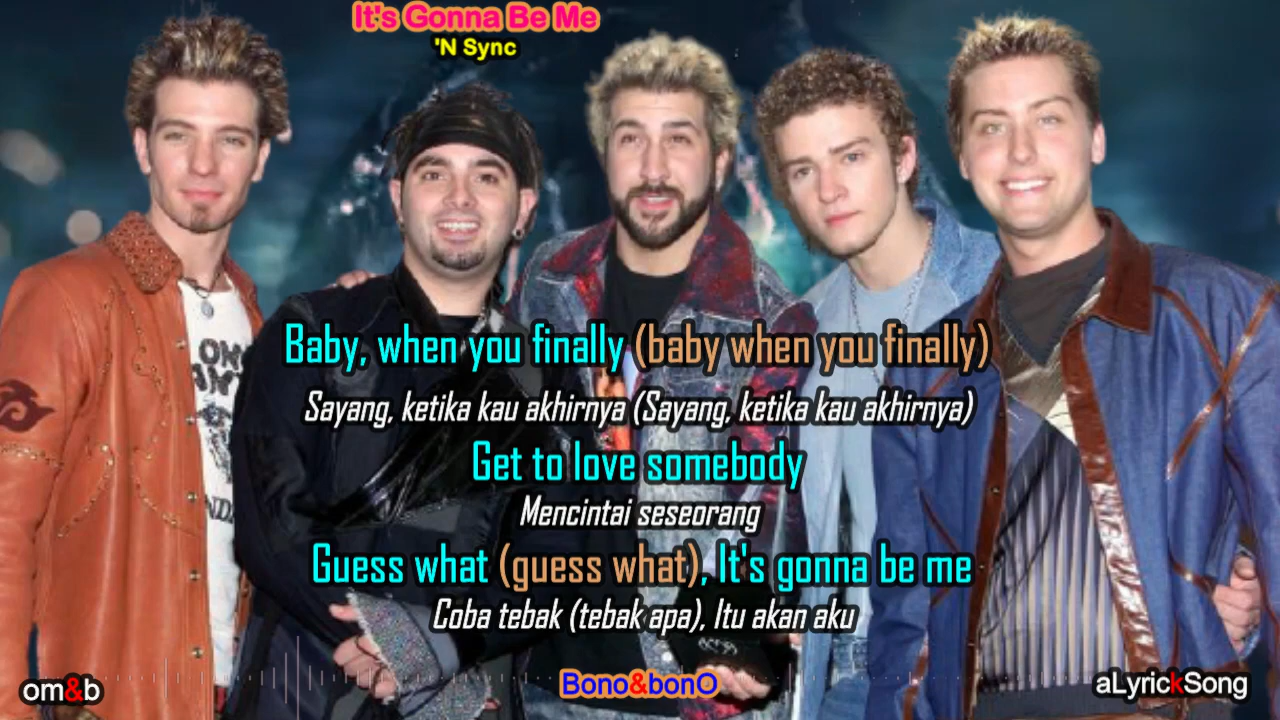 It's Gonna Be Me
'N Sync
Baby, when you finally (baby when you finally)
Sayang, ketika kau akhirnya (Sayang, ketika kau akhirnya)
Get to love somebody
Mencintai seseorang
Guess what (guess what), It's gonna be me
Coba tebak (tebak apa), Itu akan aku
om&b
Bono&bonO
aLyrickSong